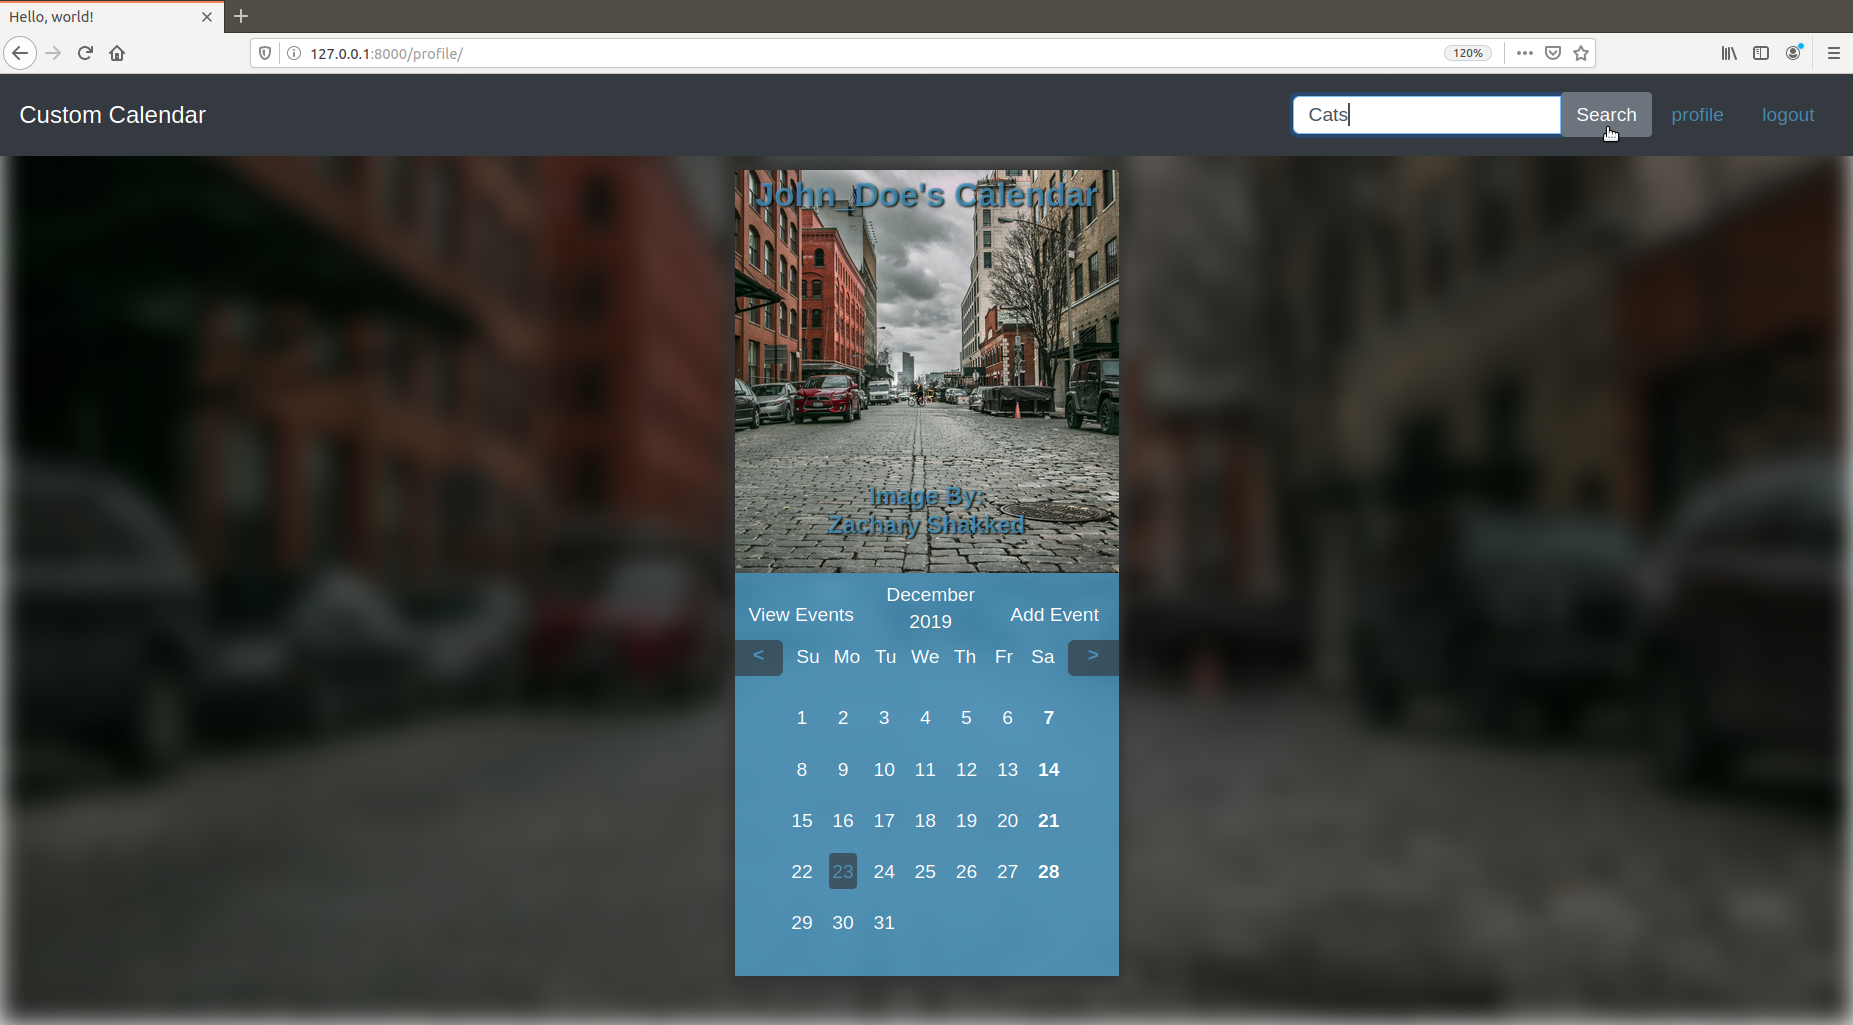 Hello, world!
127.0.0.1:8000/profile/
120%
Custom Calendar
Cats
Search
profile
logout
John Doe's Calendar
Image By:
Zachary Shakked
View Events
December
2019
Add Event
< Su Mo Tu We Th Fr Sa >
1 2 3 4 5 6 7
8 9 10 11 12 13 14
15 16 17 18 19 20 21
22 23 24 25 26 27 28
29 30 31